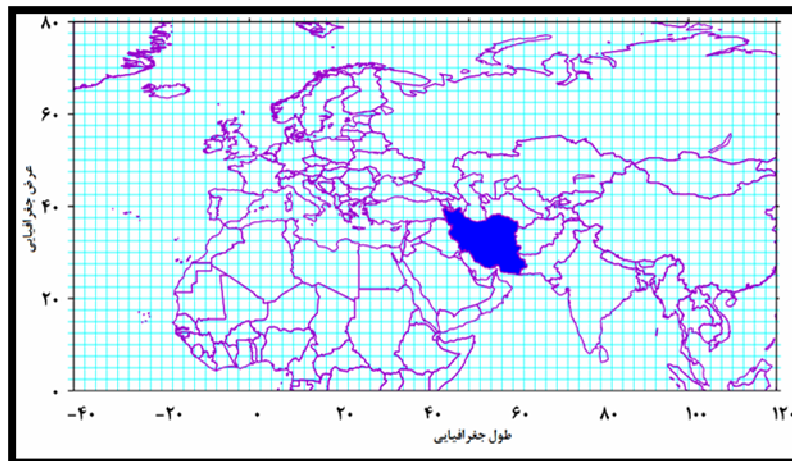 ۸۰
۶۰
۴۰
۲۰
۰
عرض جغرافیایی
-۴۰ -۲۰ ۰ ۲۰ ۴۰ ۶۰ ۸۰ ۱۰۰ ۱۲۰
طول جغرافیایی